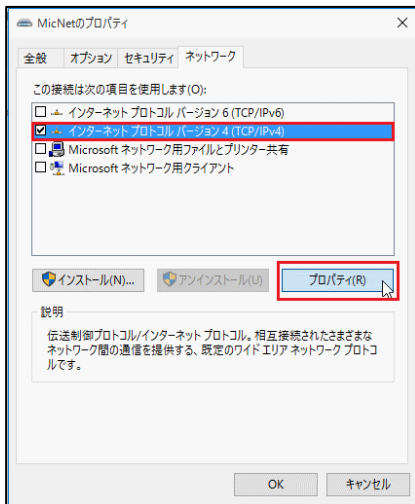 MicNetのプロパティ
全般 オプション セキュリティ ネットワーク
この接続は次の項目を使用します(O):
インターネット プロトコル バージョン 6 (TCP/IPv6)
インターネット プロトコル バージョン 4 (TCP/IPv4)
Microsoft ネットワーク用ファイルとプリンター共有
Microsoft ネットワーク用クライアント
インストール(N)... アンインストール(U) プロパティ(R)
説明
伝送制御プロトコル/インターネット プロトコル。相互接続されたさまざまな
ネットワーク間の通信を提供する、既定のワイド エリア ネットワーク プロトコ
ルです。
OK キャンセル